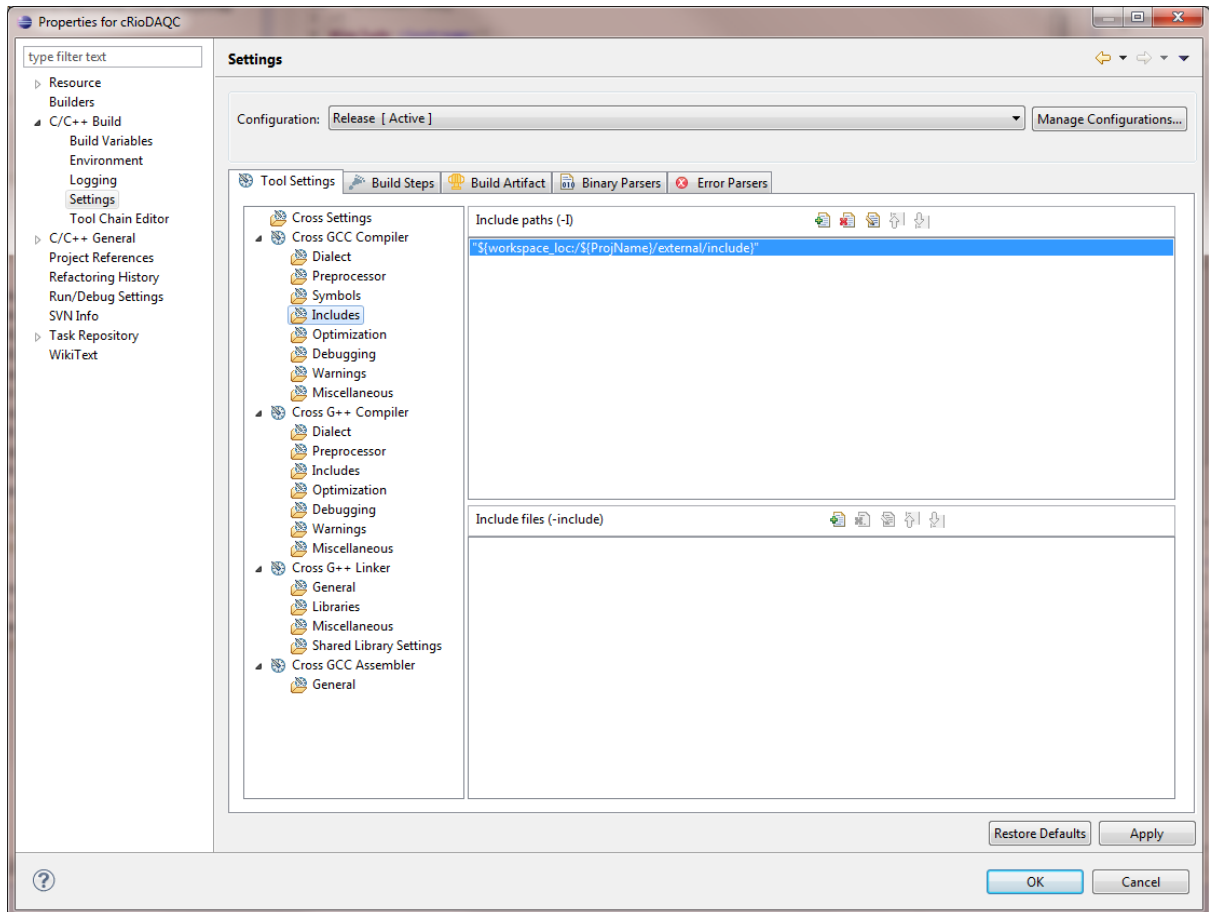 Properties for cRioDAQC
type filter text
Resource
Builders
C/C++ Build
Build Variables
Environment
Logging
Settings
Tool Chain Editor
C/C++ General
Project References
Refactoring History
Run/Debug Settings
SVN Info
Task Repository
WikiText
Settings
Configuration: Release [ Active ] Manage Configurations...
Tool Settings Build Steps Build Artifact Binary Parsers Error Parsers
Cross Settings
Cross GCC Compiler
Dialect
Preprocessor
Symbols
Includes
Optimization
Debugging
Warnings
Miscellaneous
Cross G++ Compiler
Dialect
Preprocessor
Includes
Optimization
Debugging
Warnings
Miscellaneous
Cross G++ Linker
General
Libraries
Miscellaneous
Shared Library Settings
Cross GCC Assembler
General
Include paths (-I)
"${workspace_loc:/${ProjName}/external/include}"
Include files (-include)
Restore Defaults Apply
OK Cancel